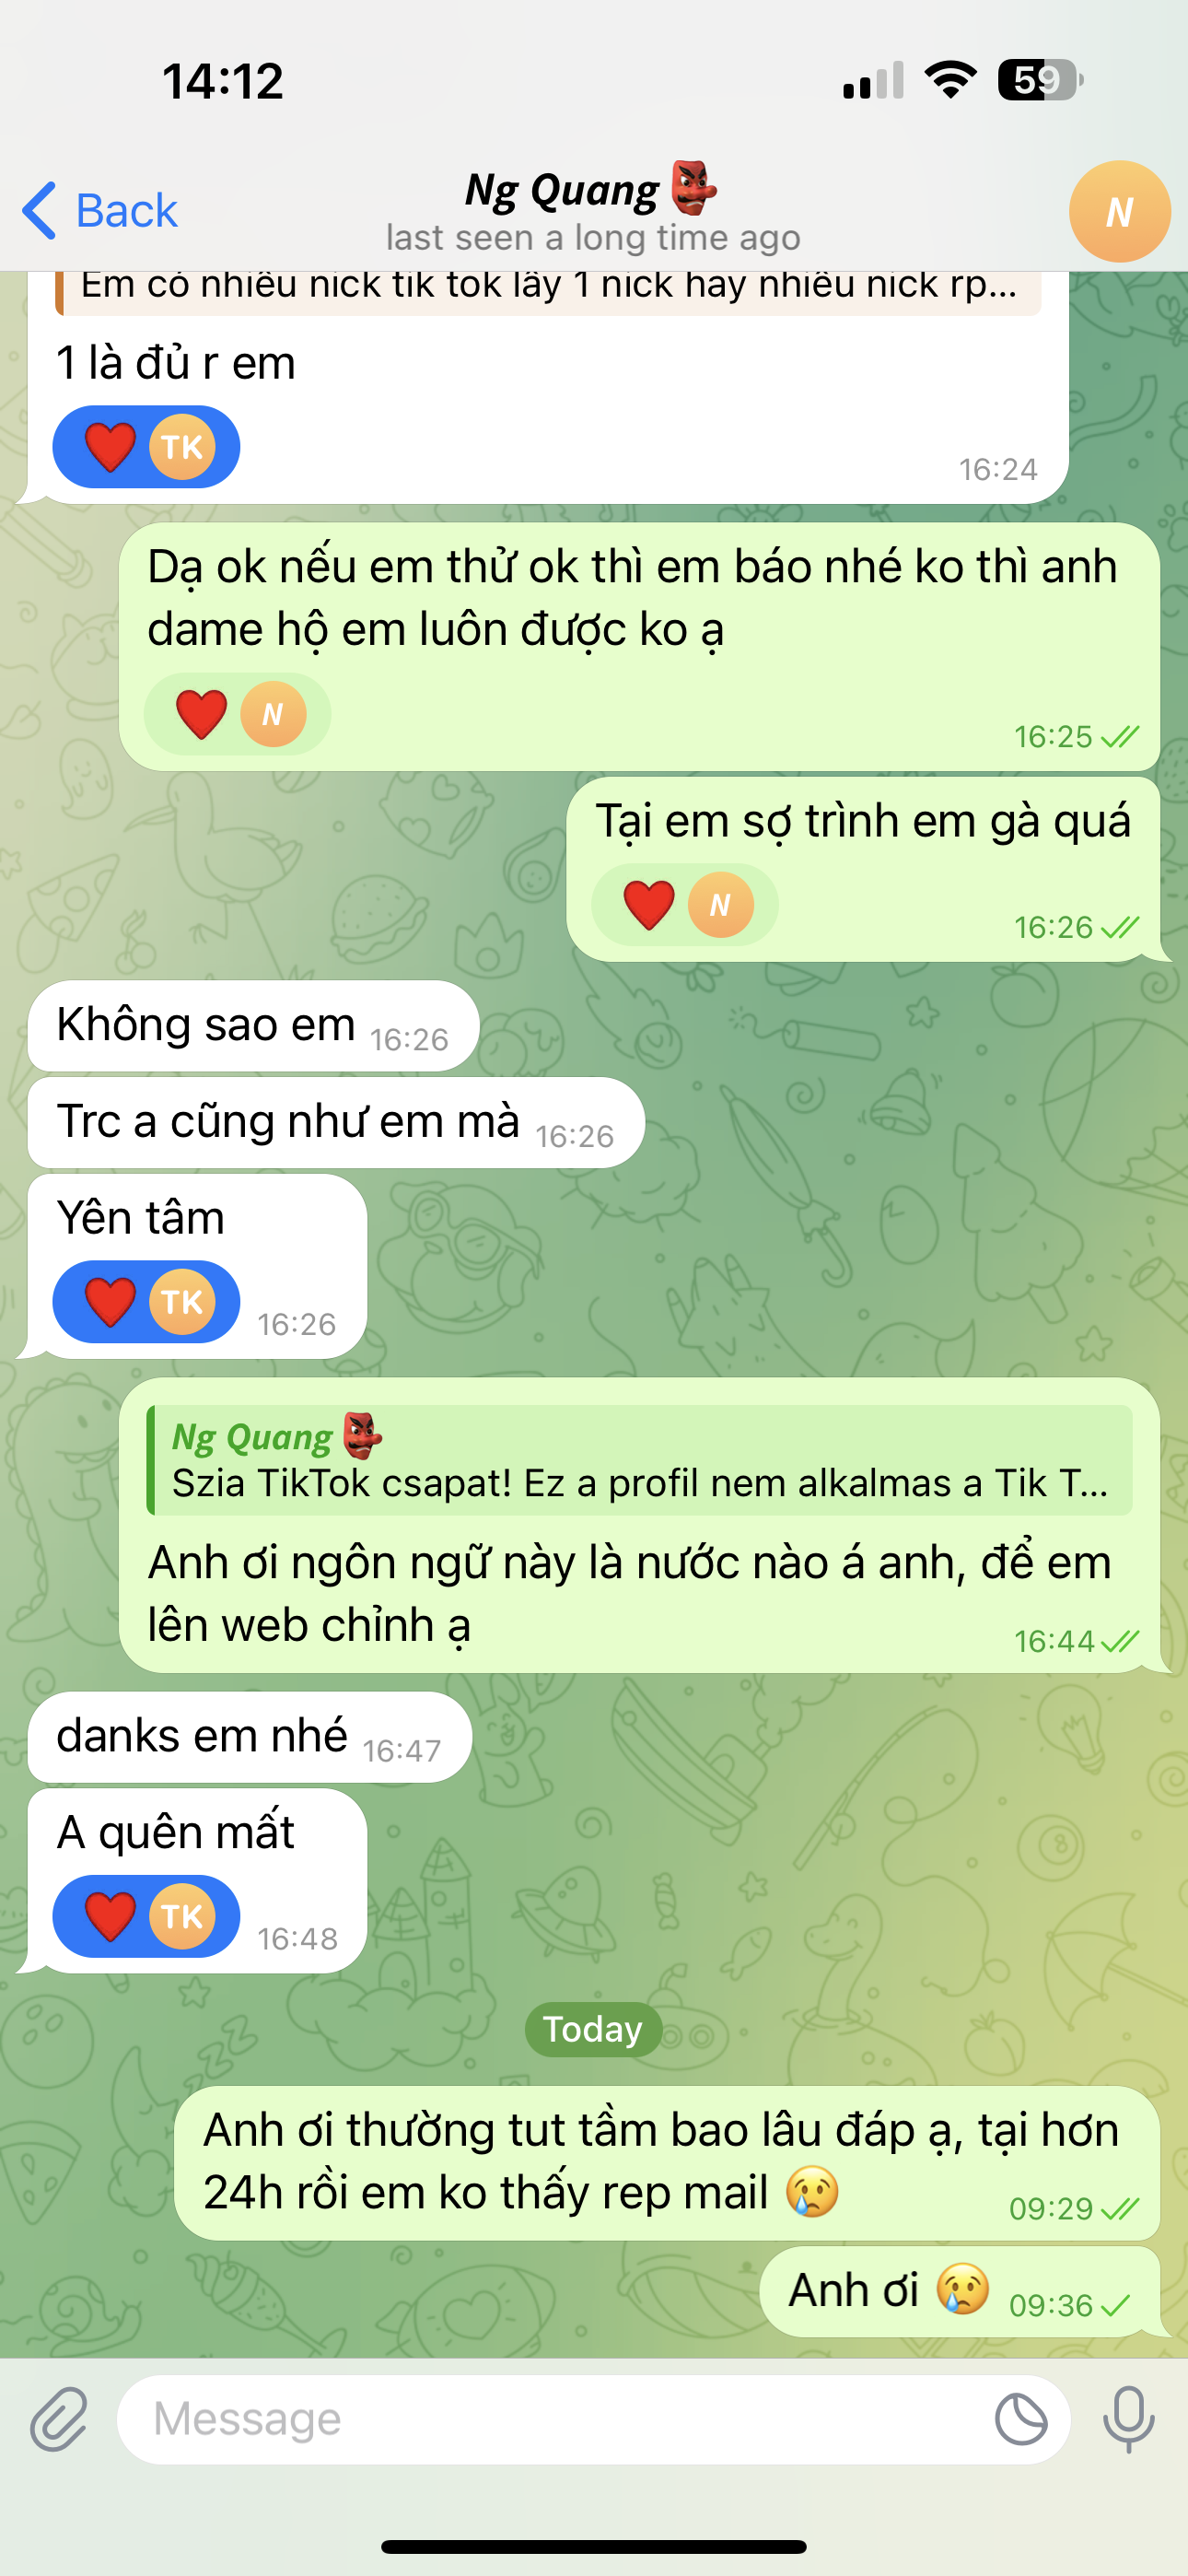 14:12
59
Back
Ng Quang
last seen a long time ago
N
Em có nhiều nick tik tok lấy 1 nick hay nhiều nick rp...
1 là đủ r em
TK
16:24
Dạ ok nếu em thử ok thì em báo nhé ko thì anh
dame hộ em luôn được ko ạ
N
16:25
Tại em sợ trình em gà quá
N
16:26
Không sao em 16:26
Trc a cũng như em mà 16:26
Yên tâm
TK
16:26
Ng Quang
Szia TikTok csapat! Ez a profil nem alkalmas a Tik T...
Anh ơi ngôn ngữ này là nước nào á anh, để em
lên web chỉnh ạ
16:44
danks em nhé 16:47
A quên mất
TK
16:48
Today
Anh ơi thường tut tầm bao lâu đáp ạ, tại hơn
24h rồi em ko thấy rep mail 😢
09:29
Anh ơi 😢 09:36
Message